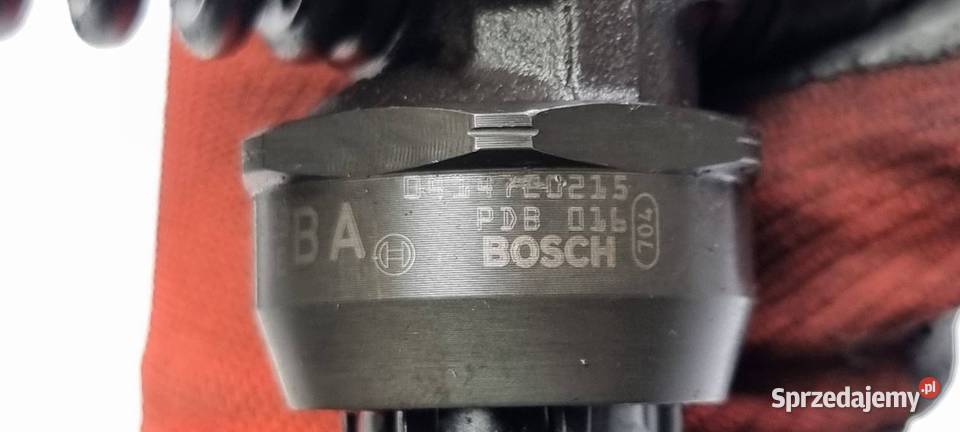 0414720215
PDB 016
BA
BOSCH
704
Sprzedajemy.pl